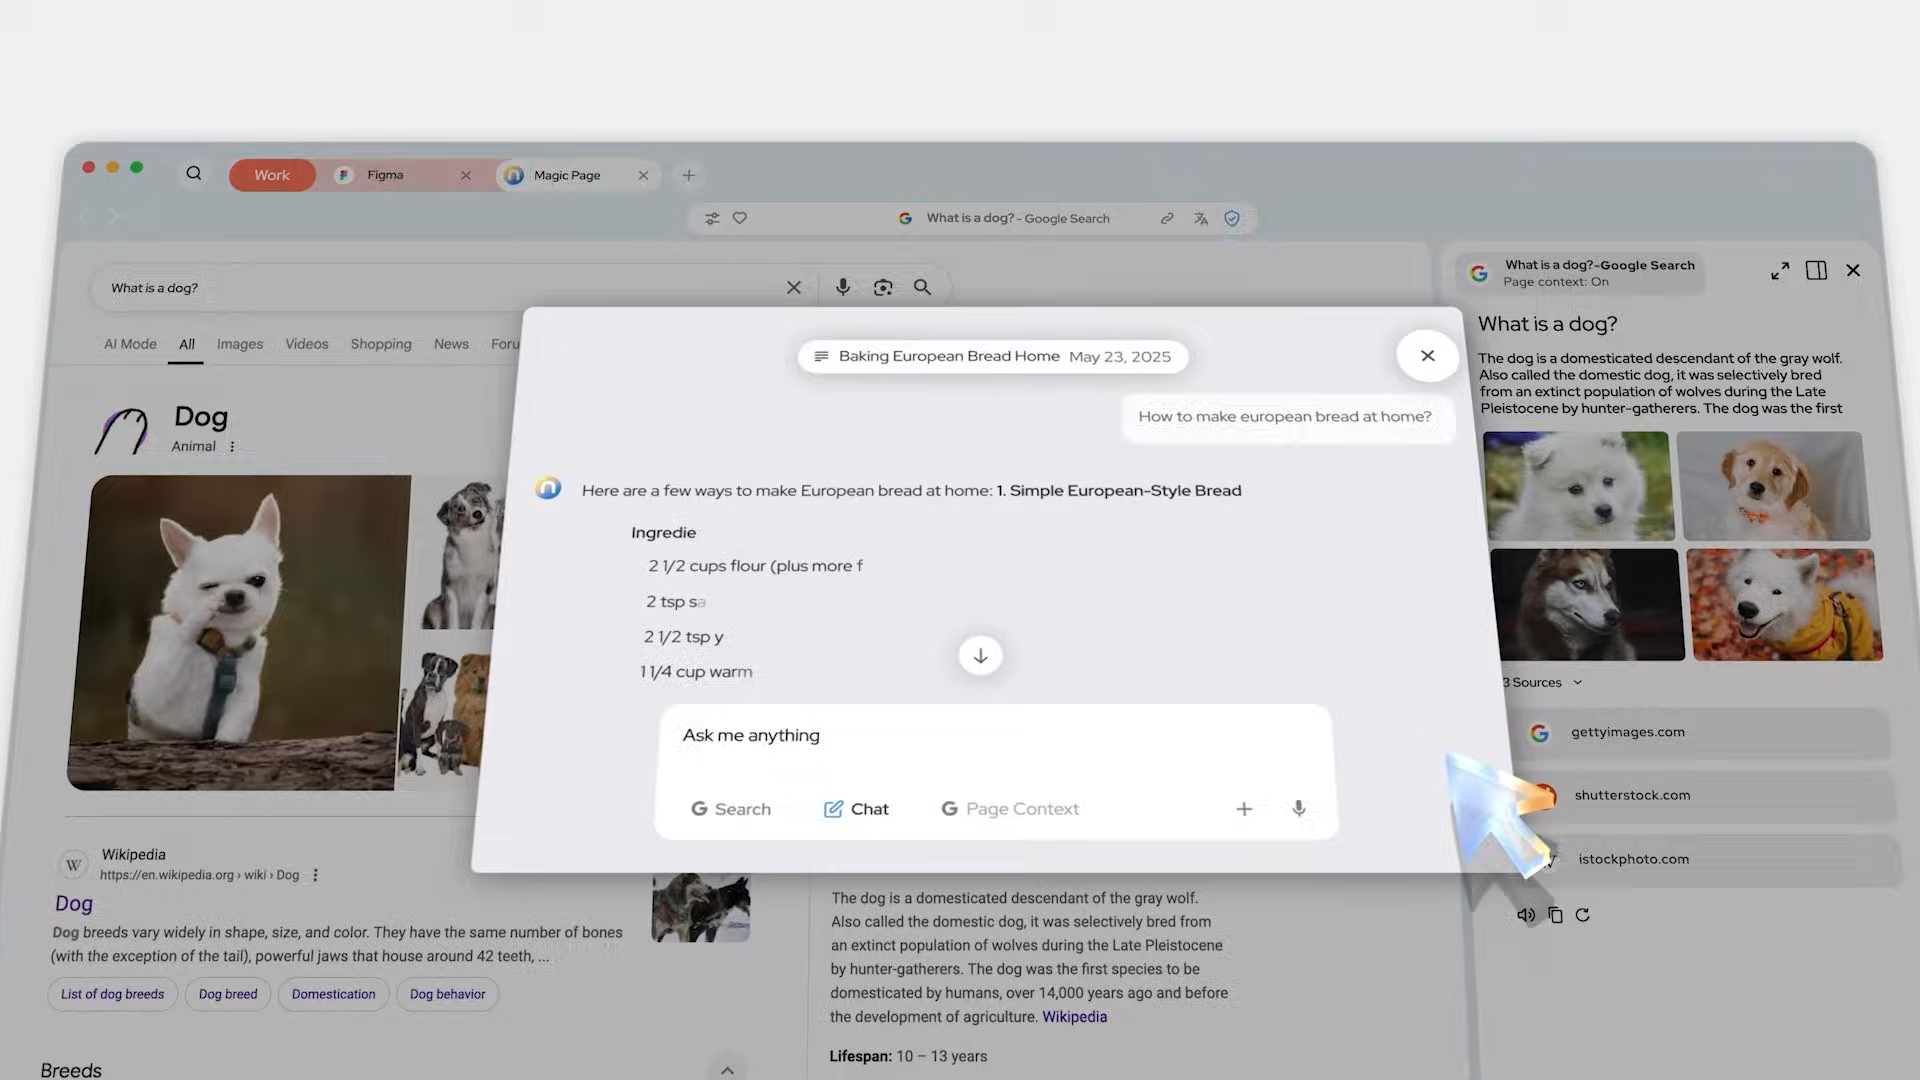 Work
Figma
Magic Page
What is a dog? - Google Search
What is a dog?
AI Mode
All
Images
Videos
Shopping
News
Foru
Dog
Animal
Baking European Bread Home May 23, 2025
How to make european bread at home?
Here are a few ways to make European bread at home: 1. Simple European-Style Bread
Ingredie
2 1/2 cups flour (plus more f
2 tsp sa
2 1/2 tsp y
1 1/4 cup warm
Ask me anything
G Search
Chat
G Page Context
W
Wikipedia
https://en.wikipedia.org › wiki › Dog
Dog
Dog breeds vary widely in shape, size, and color. They have the same number of bones
(with the exception of the tail), powerful jaws that house around 42 teeth, ...
List of dog breeds
Dog breed
Domestication
Dog behavior
Breeds
The dog is a domesticated descendant of the gray wolf.
Also called the domestic dog, it was selectively bred from
an extinct population of wolves during the Late Pleistocene
by hunter-gatherers. The dog was the first species to be
domesticated by humans, over 14,000 years ago and before
the development of agriculture. Wikipedia
Lifespan: 10 – 13 years
What is a dog?-Google Search
Page context: On
What is a dog?
The dog is a domesticated descendant of the gray wolf.
Also called the domestic dog, it was selectively bred
from an extinct population of wolves during the Late
Pleistocene by hunter-gatherers. The dog was the first
3 Sources
gettyimages.com
shutterstock.com
istockphoto.com